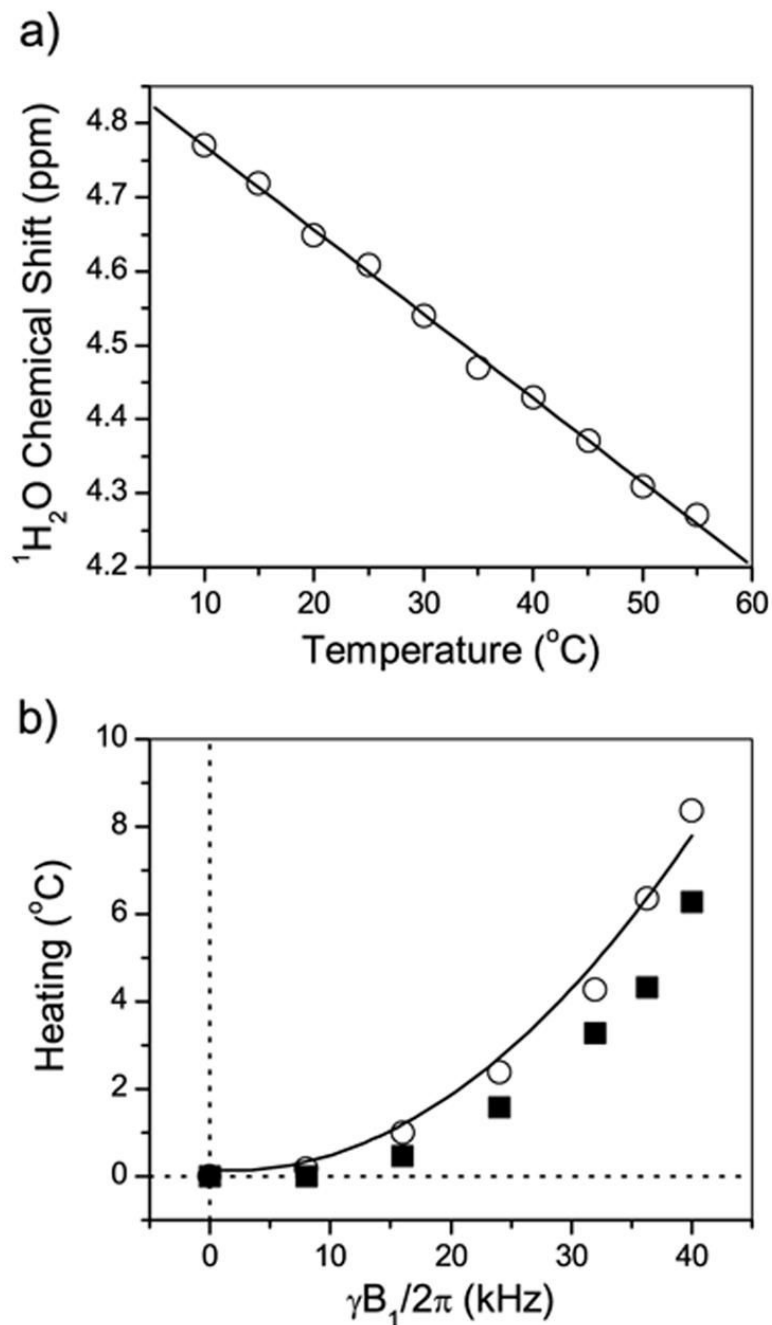 a)
¹H₂O Chemical Shift (ppm)
4.8
4.7
4.6
4.5
4.4
4.3
4.2
10 20 30 40 50 60
Temperature (°C)
b)
Heating (°C)
10
8
6
4
2
0
0 10 20 30 40
γB₁/2π (kHz)